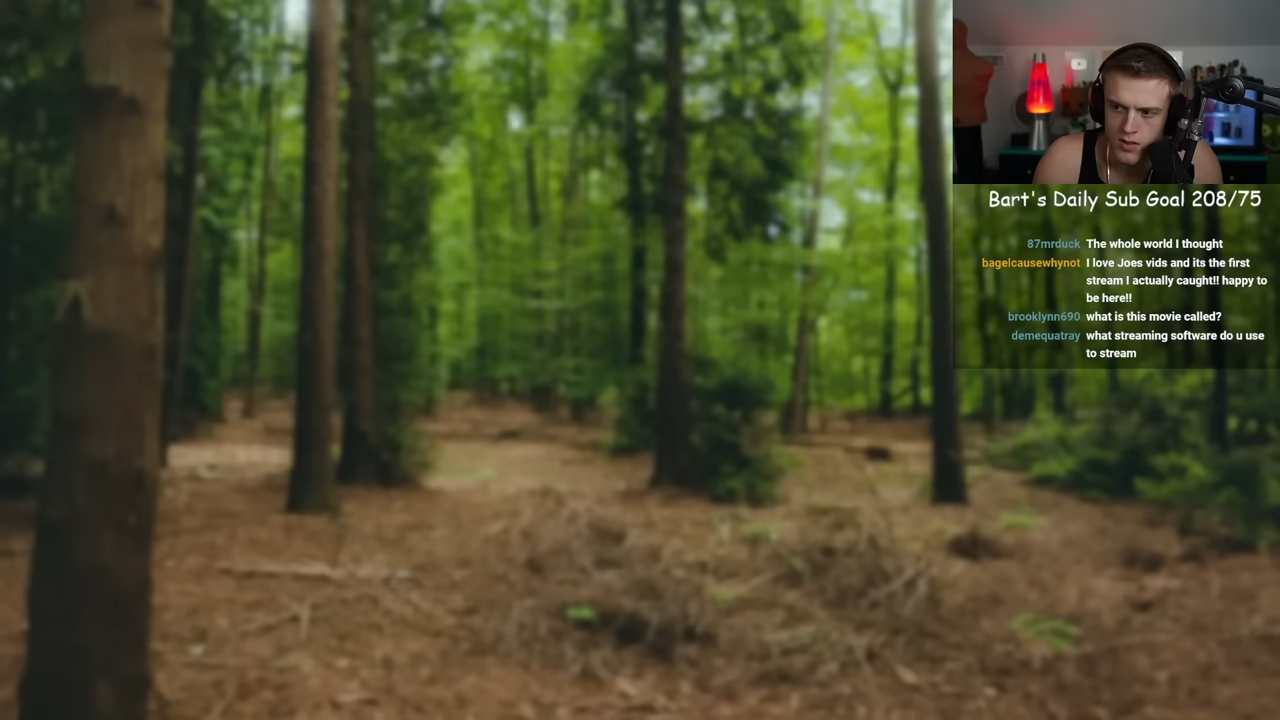 Bart's Daily Sub Goal 208/75
87mrduck The whole world I thought
bagelcausewhynot I love Joes vids and its the first
stream I actually caught!! happy to
be here!!
brooklynn690 what is this movie called?
demequatray what streaming software do u use
to stream